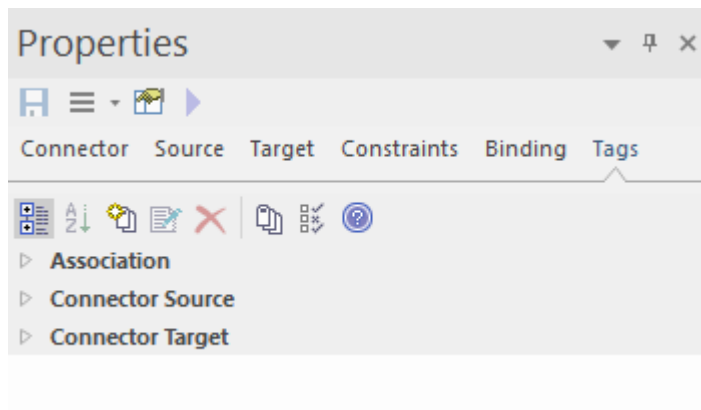 Properties
Connector Source Target Constraints Binding Tags
Association
Connector Source
Connector Target